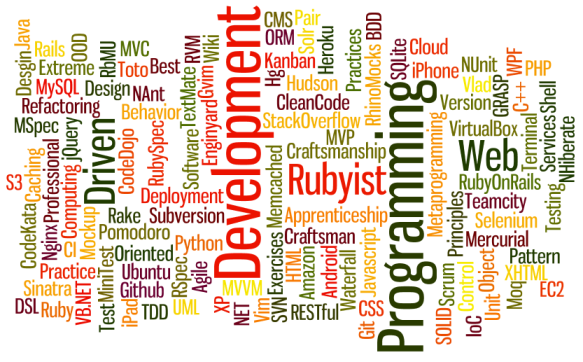 Desgin
Java
Rails
OOD
RbMU
MVC
Extreme
Toto
Best
RVM
Wiki
MySQL
Design
NAnt
Gvim
Refactoring
Behavior
TextMate
Enginyard
MSpec
jQuery
Driven
CodeDojo
RubySpec
Software
S3
Caching
Professional
Computing
Deployment
CodeKata
Nginx
CI
Mockup
Rake
Subversion
Pomodoro
Python
Practice
MiniTest
Oriented
Sinatra
Ubuntu
RSpec
Agile
DSL
Ruby
VB.NET
Test
iPad
Github
TDD
UML
Development
CMS
Pair
ORM
Solr
Heroku
Practices
BDD
Hg
Kanban
Hudson
RhinoMocks
SQLite
CleanCode
StackOverflow
MVP
Craftsmanship
Rubyist
Memcached
Apprenticeship
Exercises
Craftsman
HTML
Amazon
Android
Waterfall
Javascript
MVVM
XP
NET
Vim
SVN
RESTful
Git
CSS
Programming
Cloud
iPhone
NUnit
GRASP
C++
WPF
PHP
Vlad
Version
VirtualBox
Terminal
Services
Shell
NHiberate
Web
Metaprogramming
RubyOnRails
Testing
Principles
Teamcity
Selenium
Mercurial
Pattern
SOLID
Scrum
Control
IoC
Object
Unit
Moq
XHTML
EC2